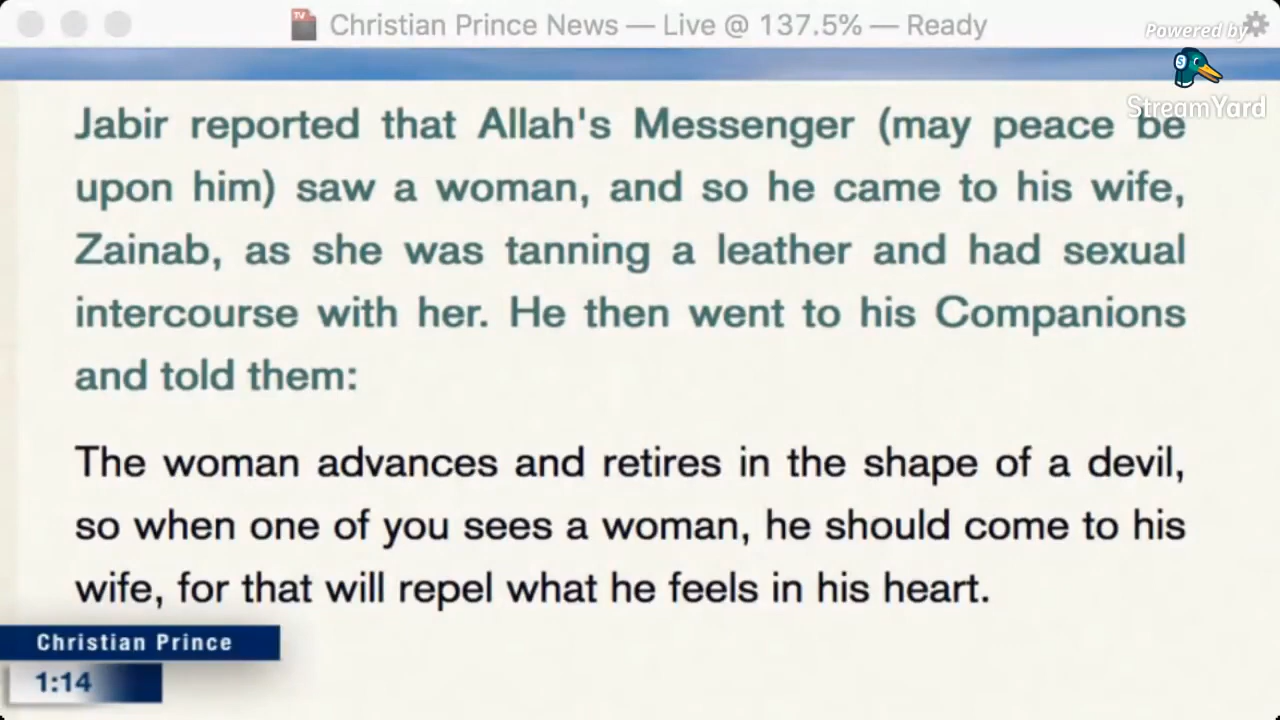 Christian Prince News — Live @ 137.5% — Ready
Powered by
StreamYard
Jabir reported that Allah's Messenger (may peace be
upon him) saw a woman, and so he came to his wife,
Zainab, as she was tanning a leather and had sexual
intercourse with her. He then went to his Companions
and told them:
The woman advances and retires in the shape of a devil,
so when one of you sees a woman, he should come to his
wife, for that will repel what he feels in his heart.
Christian Prince
1:14